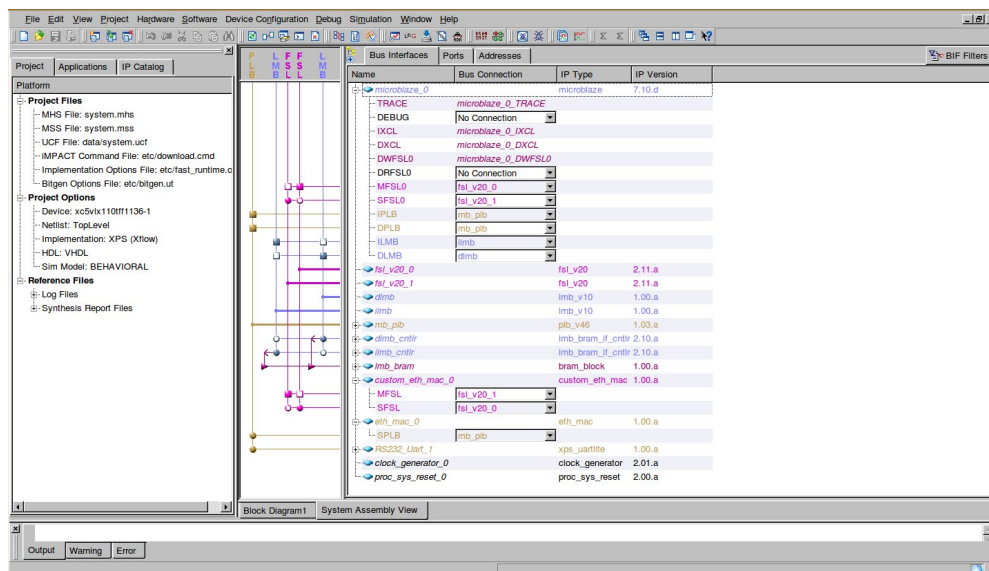 File Edit View Project Hardware Software Device Configuration Debug Simulation Window Help
Project Applications IP Catalog
Platform
Project Files
MHS File: system.mhs
MSS File: system.mss
UCF File: data/system.ucf
iMPACT Command File: etc/download.cmd
Implementation Options File: etc/fast_runtime.o
Bitgen Options File: etc/bitgen.ut
Project Options
Device: xc5vlx110tff1136-1
Netlist: TopLevel
Implementation: XPS (Xflow)
HDL: VHDL
Sim Model: BEHAVIORAL
Reference Files
Log Files
Synthesis Report Files
P L F F L
L M S S M
B B L L B
Bus Interfaces Ports Addresses BIF Filters
Name Bus Connection IP Type IP Version
microblaze_0 microblaze 7.10.d
TRACE microblaze_0_TRACE
DEBUG No Connection
IXCL microblaze_0_IXCL
DXCL microblaze_0_DXCL
DWFSL0 microblaze_0_DWFSL0
DRFSL0 No Connection
MFSL0 fsl_v20_0
SFSL0 fsl_v20_1
IPLB mb_plb
DPLB mb_plb
ILMB ilmb
DLMB dlmb
fsl_v20_0 fsl_v20 2.11.a
fsl_v20_1 fsl_v20 2.11.a
dlmb lmb_v10 1.00.a
ilmb lmb_v10 1.00.a
mb_plb plb_v46 1.03.a
dlmb_cntlr lmb_bram_if_cntlr 2.10.a
ilmb_cntlr lmb_bram_if_cntlr 2.10.a
lmb_bram bram_block 1.00.a
custom_eth_mac_0 custom_eth_mac 1.00.a
MFSL fsl_v20_1
SFSL fsl_v20_0
eth_mac_0 eth_mac 1.00.a
SPLB mb_plb
RS232_Uart_1 xps_uartlite 1.00.a
clock_generator_0 clock_generator 2.01.a
proc_sys_reset_0 proc_sys_reset 2.00.a
Block Diagram1 System Assembly View
Output Warning Error